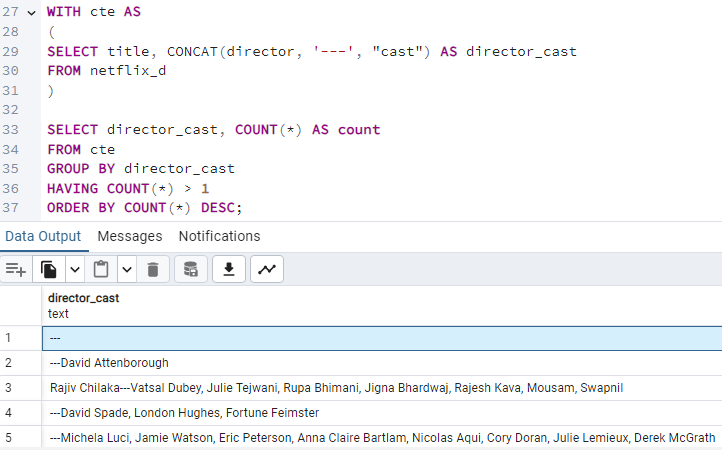 27 WITH cte AS
28 (
29 SELECT title, CONCAT(director, '---', "cast") AS director_cast
30 FROM netflix_d
31 )
32
33 SELECT director_cast, COUNT(*) AS count
34 FROM cte
35 GROUP BY director_cast
36 HAVING COUNT(*) > 1
37 ORDER BY COUNT(*) DESC;
Data Output Messages Notifications
director_cast
text
1 ---
2 ---David Attenborough
3 Rajiv Chilaka---Vatsal Dubey, Julie Tejwani, Rupa Bhimani, Jigna Bhardwaj, Rajesh Kava, Mousam, Swapnil
4 ---David Spade, London Hughes, Fortune Feimster
5 ---Michela Luci, Jamie Watson, Eric Peterson, Anna Claire Bartlam, Nicolas Aqui, Cory Doran, Julie Lemieux, Derek McGrath